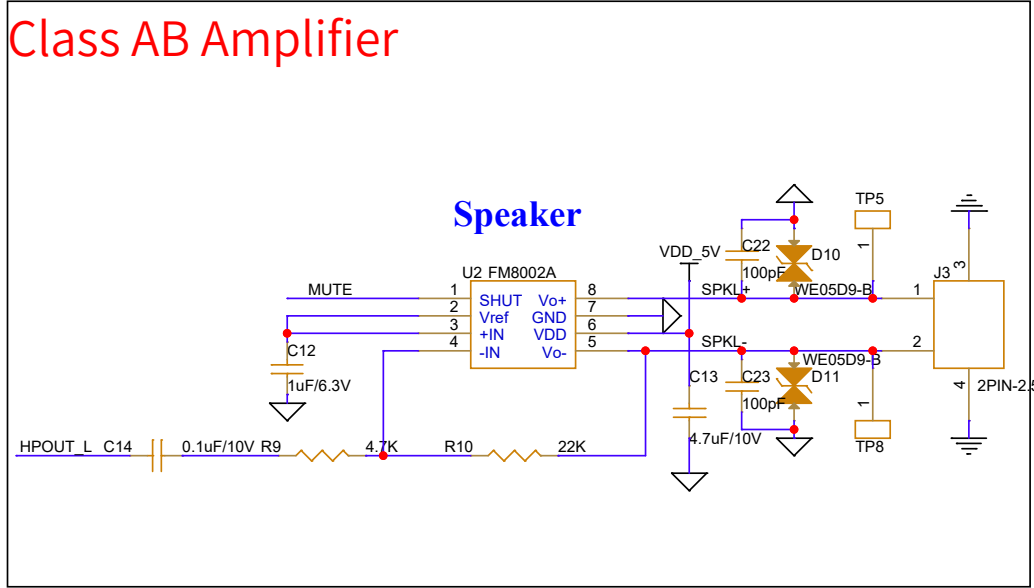 Class AB Amplifier
Speaker
TP5
VDD_5V
C22
D10
100pF
1
3
J3
U2 FM8002A
MUTE
1
SHUT
Vo+
8
SPKL+
WE05D9-B
1
2
Vref
GND
7
3
+IN
VDD
6
4
-IN
Vo-
5
SPKL-
2
C12
WE05D9-B
C13
C23
D11
1uF/6.3V
100pF
1
4
2PIN-2.5
4.7uF/10V
TP8
HPOUT_L
C14
0.1uF/10V
R9
4.7K
R10
22K